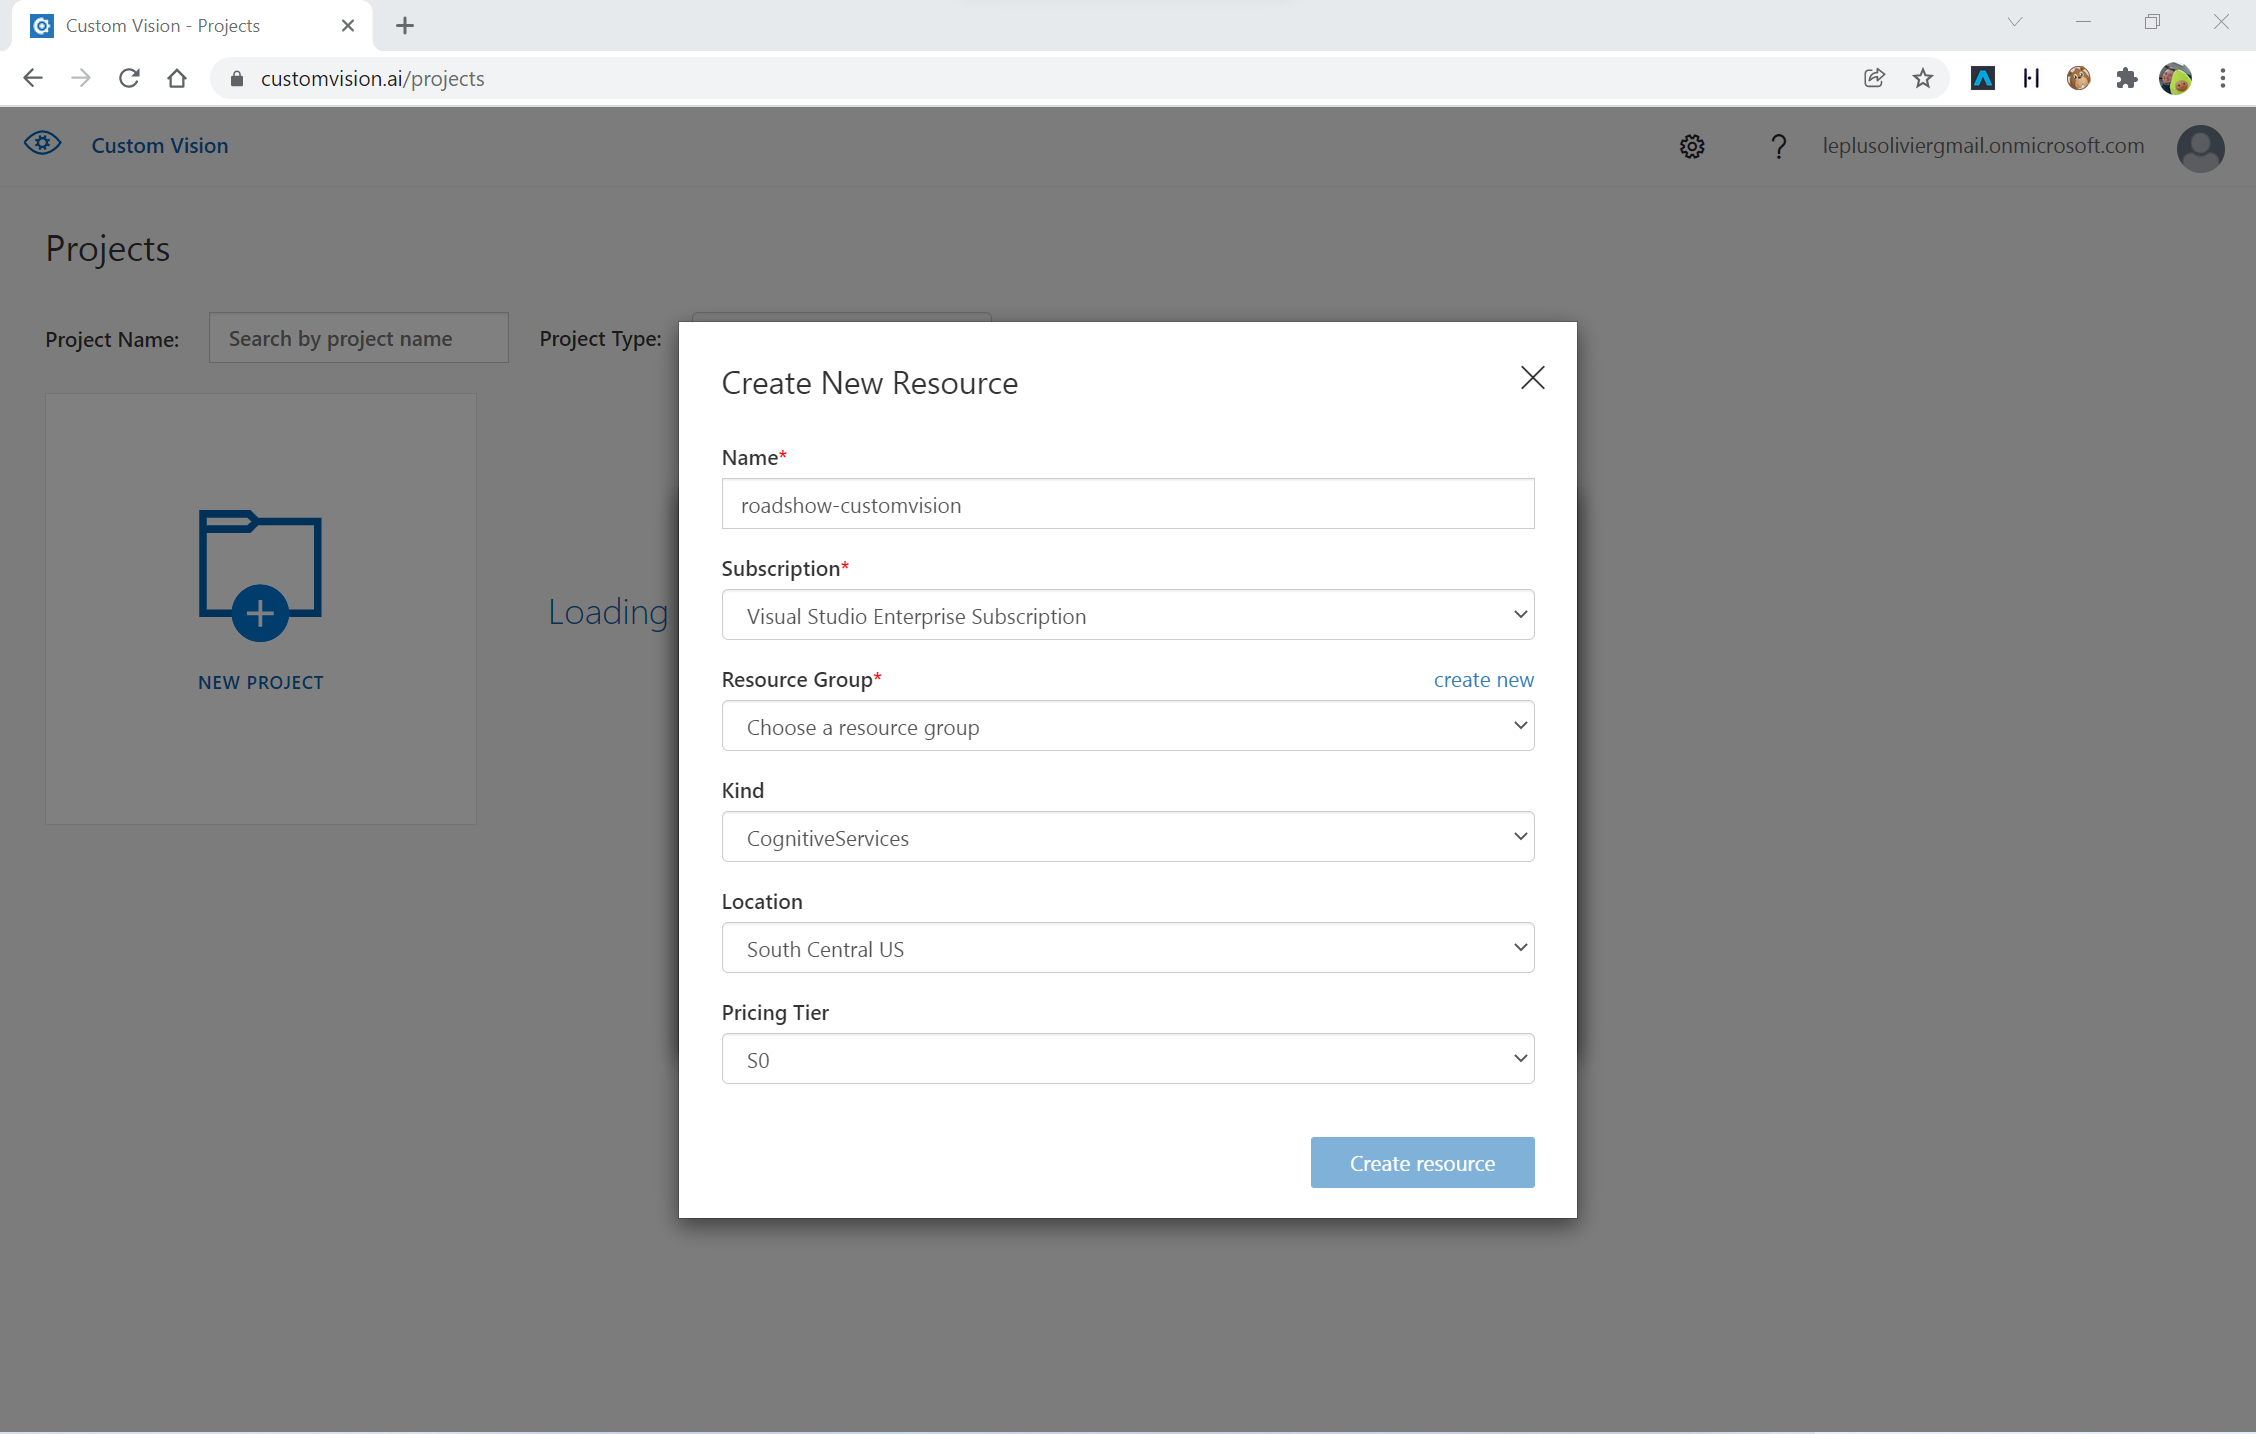 Custom Vision - Projects
customvision.ai/projects
Custom Vision
? leplusoliviergmail.onmicrosoft.com
Projects
Project Name: Search by project name Project Type:
Create New Resource
Name*
roadshow-customvision
Subscription*
Visual Studio Enterprise Subscription
Loading
Resource Group* create new
Choose a resource group
NEW PROJECT
Kind
CognitiveServices
Location
South Central US
Pricing Tier
S0
Create resource